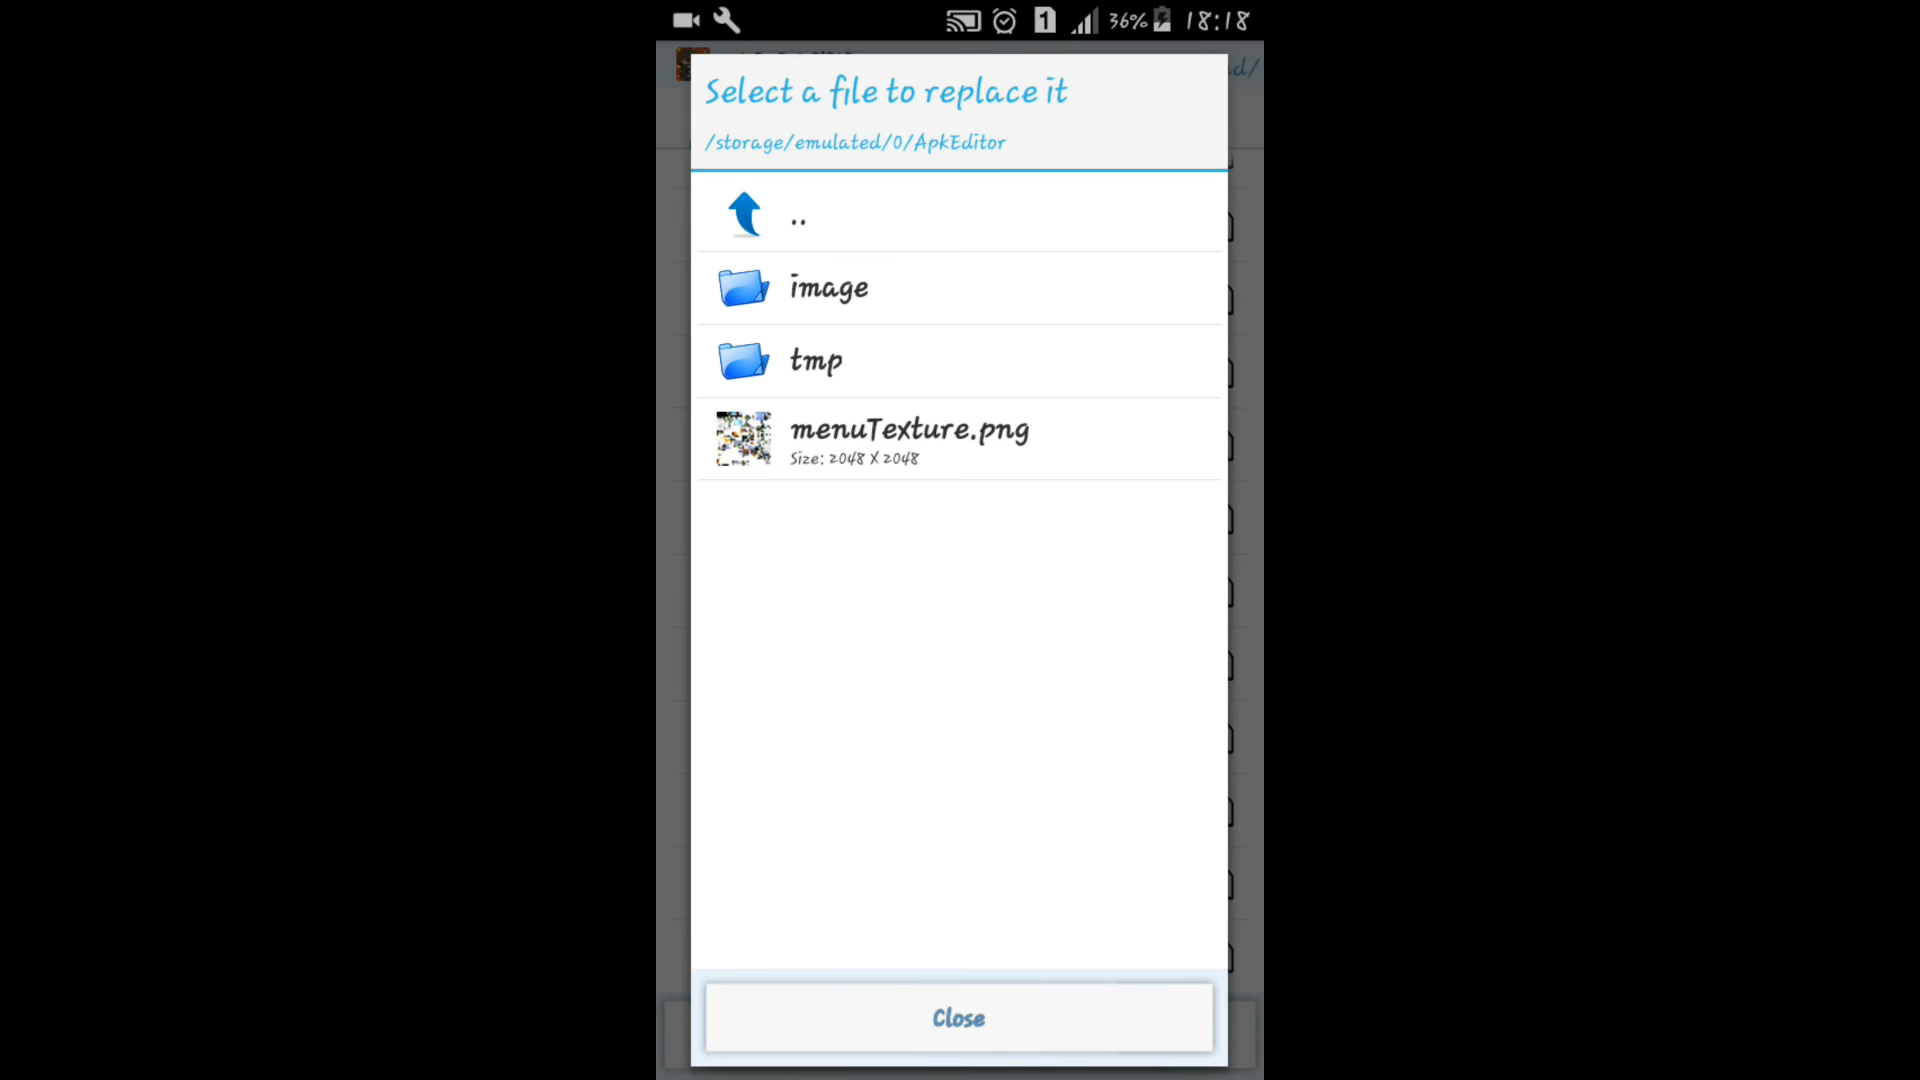 1 36% 18:18
d/
Select a file to replace it
/storage/emulated/0/ApkEditor
..
image
tmp
menuTexture.png
Size: 2048 X 2048
Close